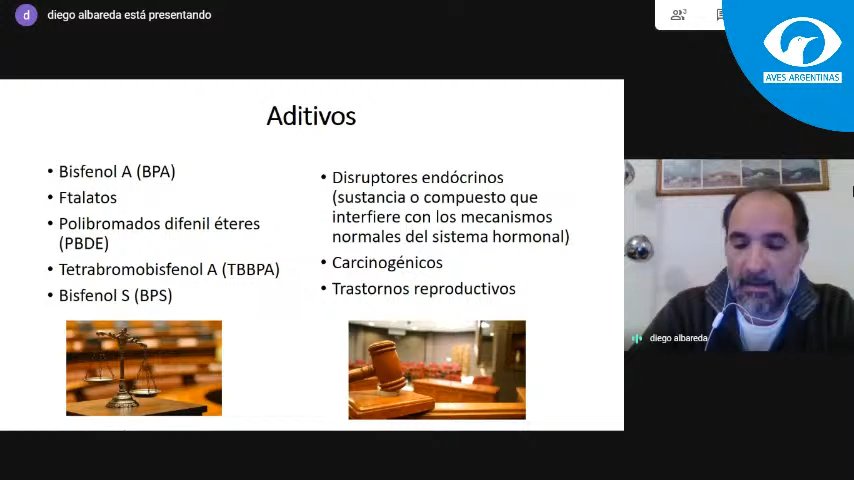 diego albareda está presentando
3
AVES ARGENTINAS
Aditivos
• Bisfenol A (BPA)
• Ftalatos
• Polibromados difenil éteres
(PBDE)
• Tetrabromobisfenol A (TBBPA)
• Bisfenol S (BPS)
• Disruptores endócrinos
(sustancia o compuesto que
interfiere con los mecanismos
normales del sistema hormonal)
• Carcinogénicos
• Trastornos reproductivos
diego albareda